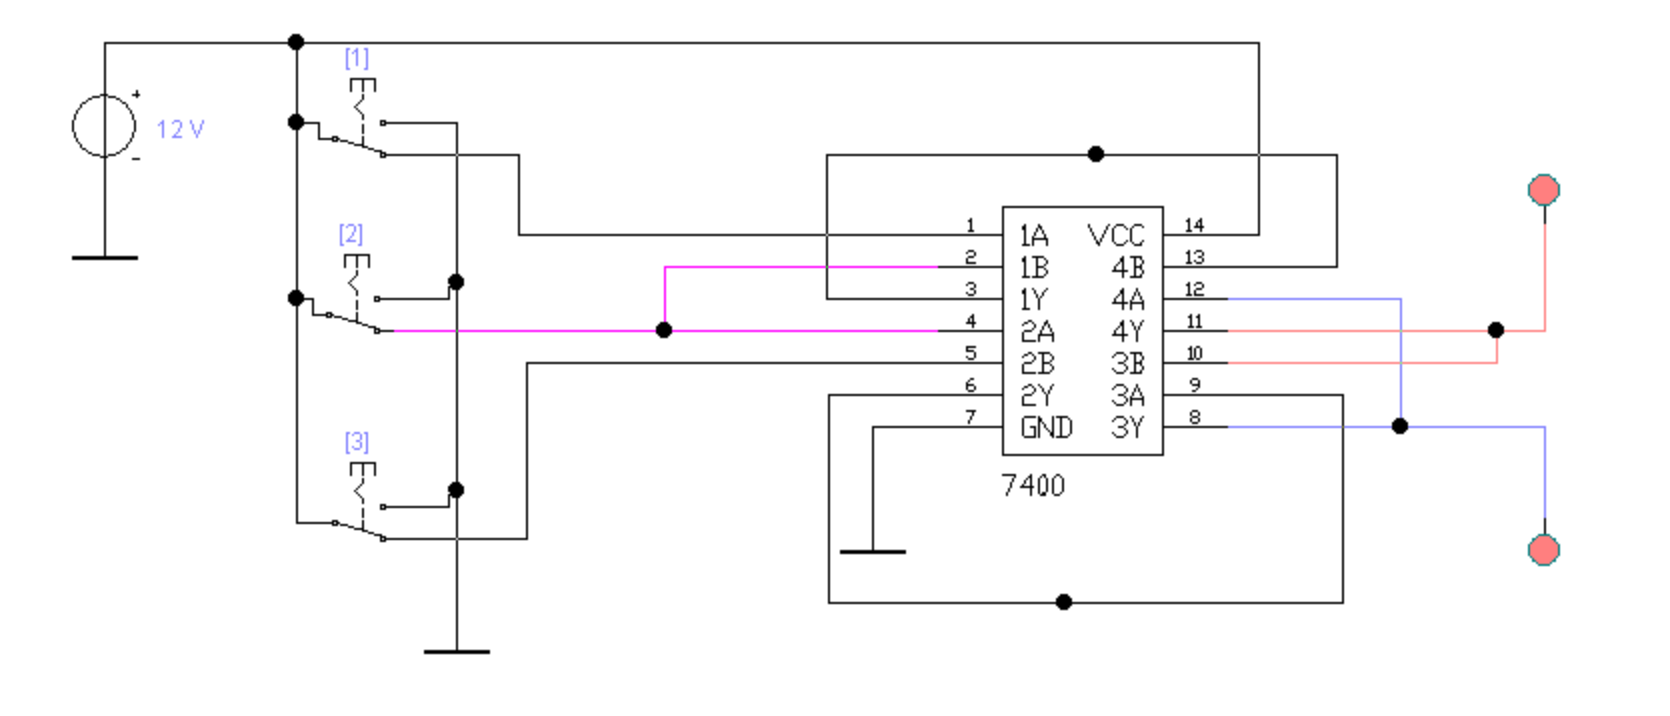 [1]
+
12 V
-
[2]
1 1A VCC 14
2 1B 4B 13
3 1Y 4A 12
4 2A 4Y 11
5 2B 3B 10
6 2Y 3A 9
7 GND 3Y 8
[3]
7400